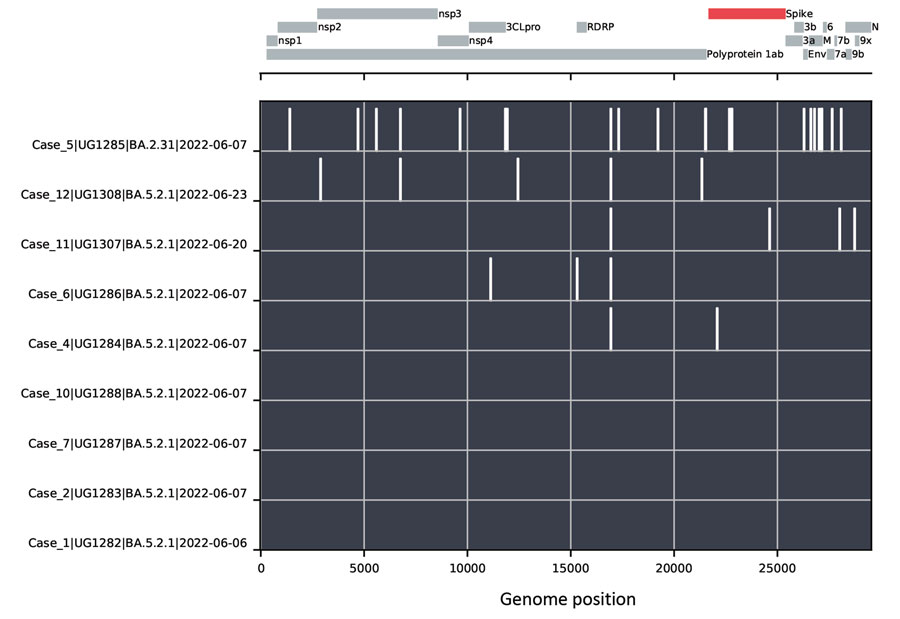 nsp3 Spike
nsp2 3b 6
3CLpro RDRP N
nsp1 nsp4 3a M 7b 9x
Polyprotein 1ab Env 7a 9b
Case_5|UG1285|BA.2.31|2022-06-07
Case_12|UG1308|BA.5.2.1|2022-06-23
Case_11|UG1307|BA.5.2.1|2022-06-20
Case_6|UG1286|BA.5.2.1|2022-06-07
Case_4|UG1284|BA.5.2.1|2022-06-07
Case_10|UG1288|BA.5.2.1|2022-06-07
Case_7|UG1287|BA.5.2.1|2022-06-07
Case_2|UG1283|BA.5.2.1|2022-06-07
Case_1|UG1282|BA.5.2.1|2022-06-06
0 5000 10000 15000 20000 25000
Genome position